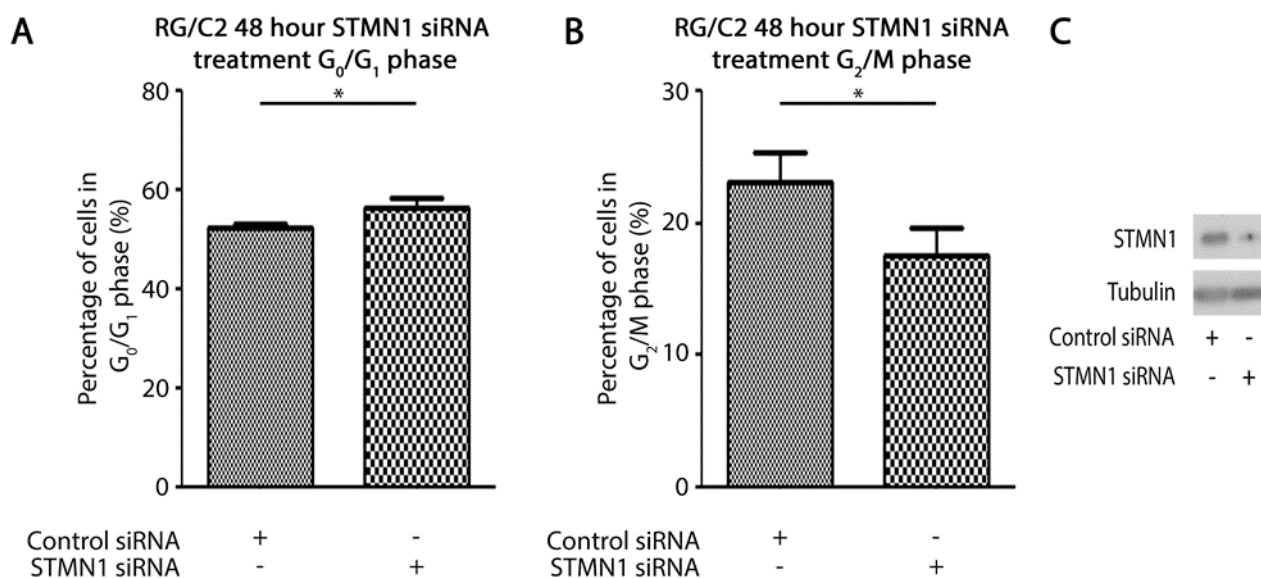 A
RG/C2 48 hour STMN1 siRNA
treatment G₀/G₁ phase
Percentage of cells in
G₀/G₁ phase (%)
80
60
40
20
0
*
Control siRNA + -
STMN1 siRNA - +
B
RG/C2 48 hour STMN1 siRNA
treatment G₂/M phase
Percentage of cells in
G₂/M phase (%)
30
20
10
0
*
Control siRNA + -
STMN1 siRNA - +
C
STMN1
Tubulin
Control siRNA + -
STMN1 siRNA - +